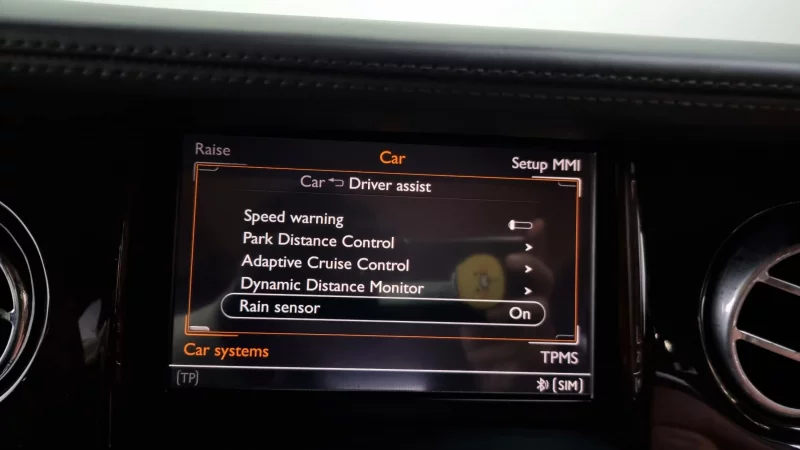 Raise
Car
Setup MMI
Car Driver assist
Speed warning
Park Distance Control
Adaptive Cruise Control
Dynamic Distance Monitor
Rain sensor On
Car systems
TPMS
(TP)
(SIM)